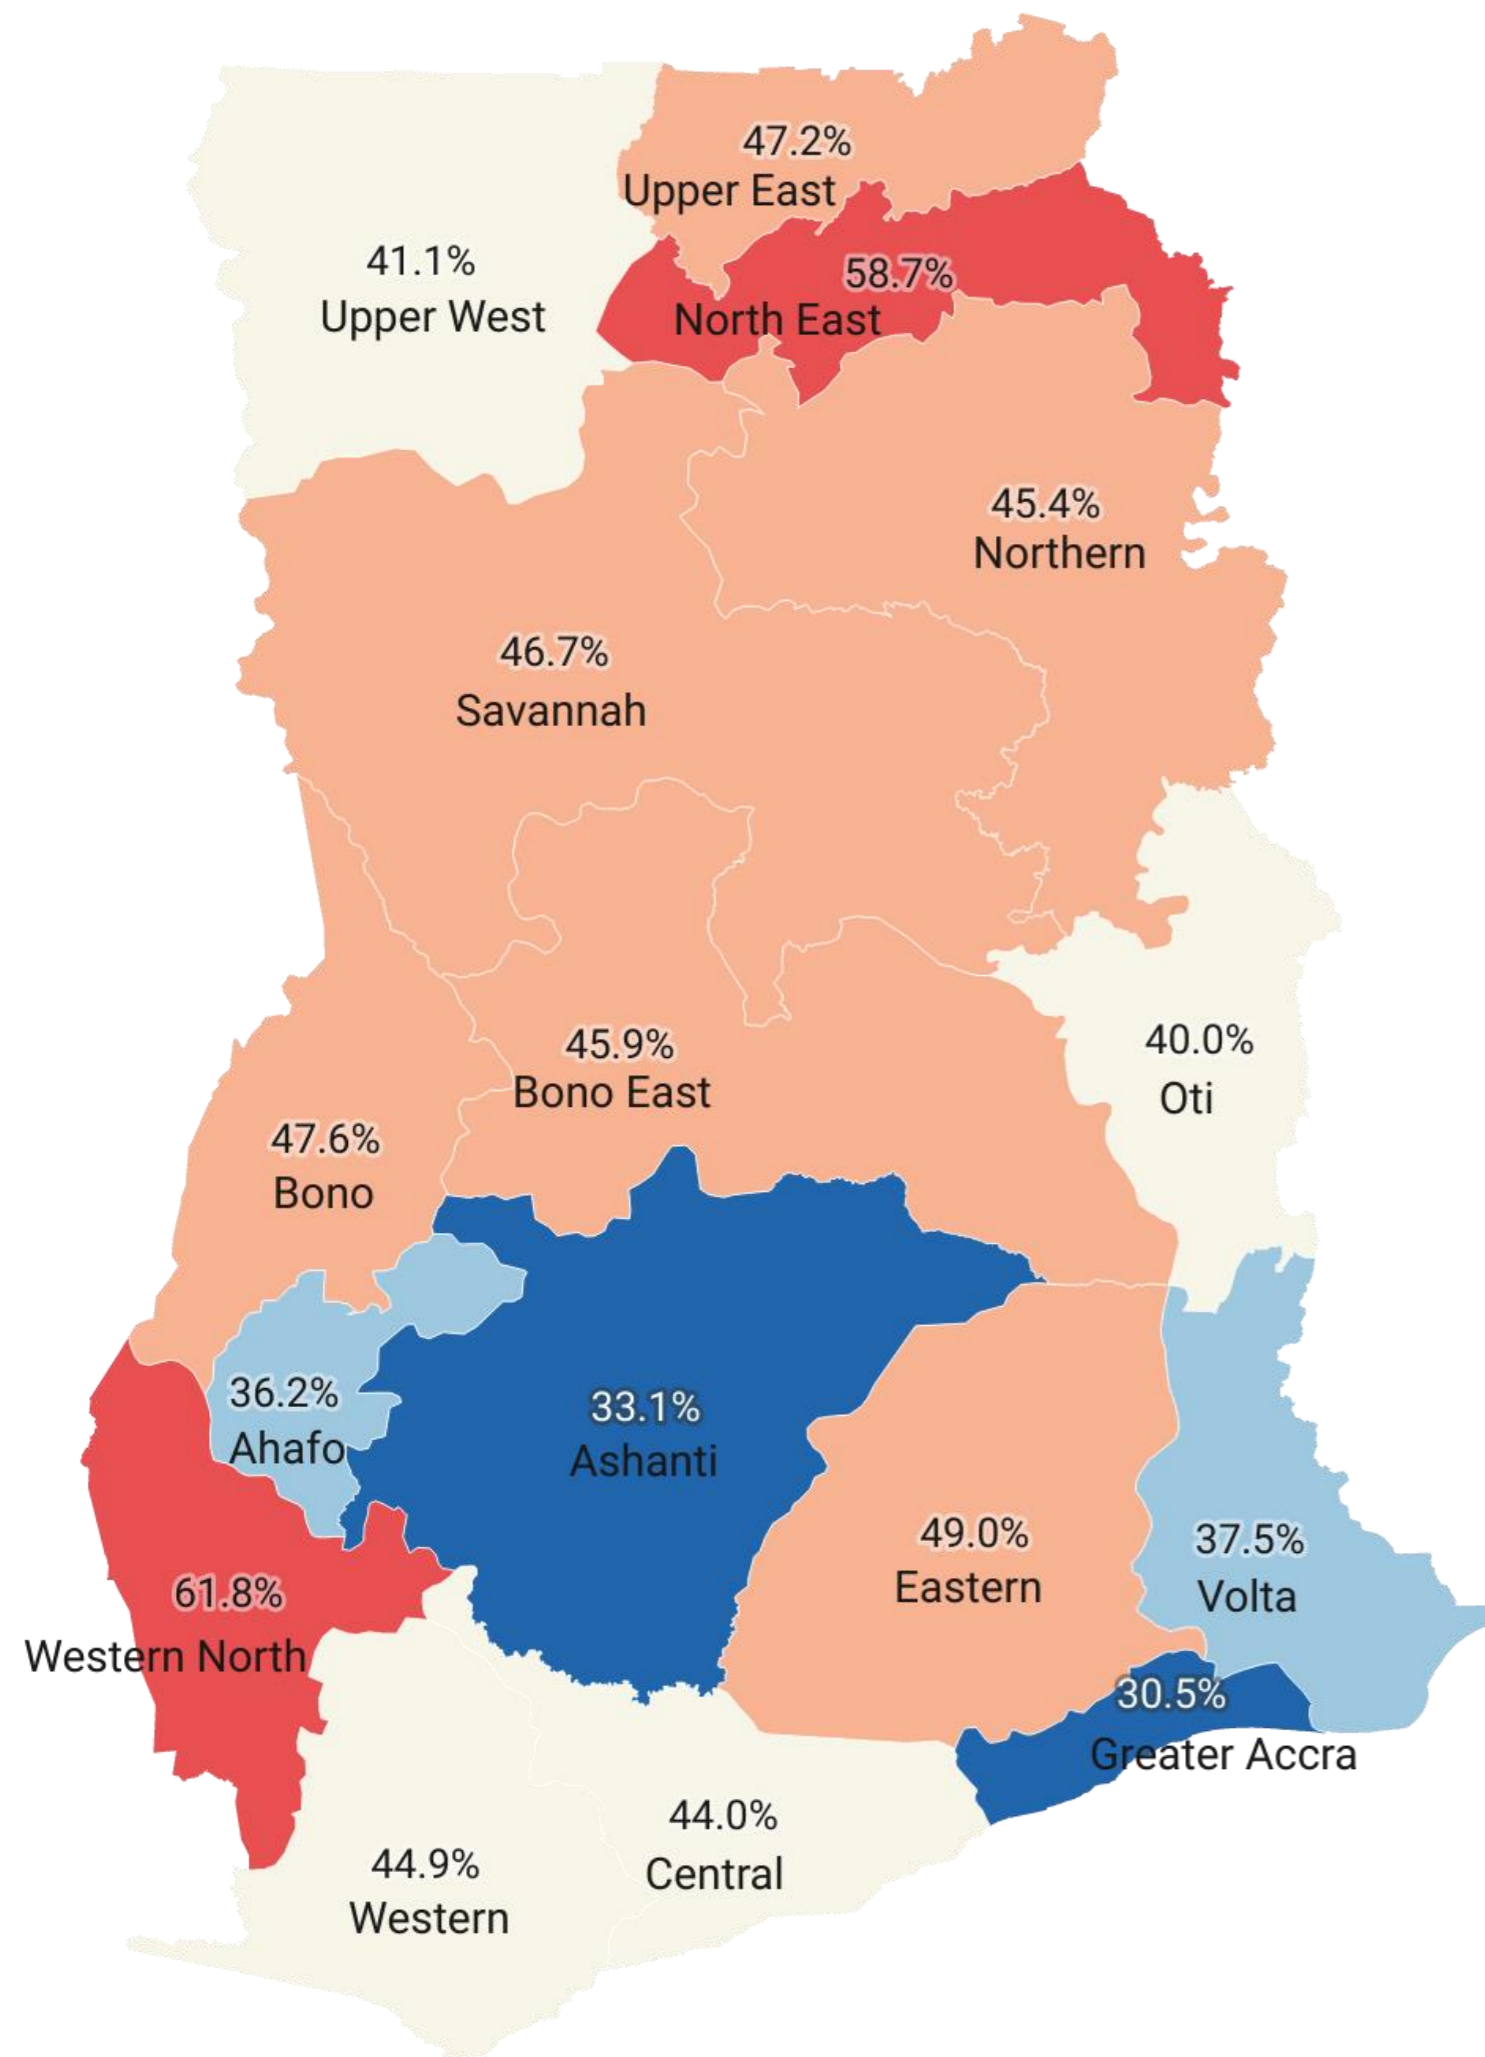 47.2%
Upper East
41.1%
Upper West
58.7%
North East
45.4%
Northern
46.7%
Savannah
45.9%
Bono East
40.0%
Oti
47.6%
Bono
36.2%
Ahafo
33.1%
Ashanti
49.0%
Eastern
37.5%
Volta
61.8%
Western North
30.5%
Greater Accra
44.0%
Central
44.9%
Western